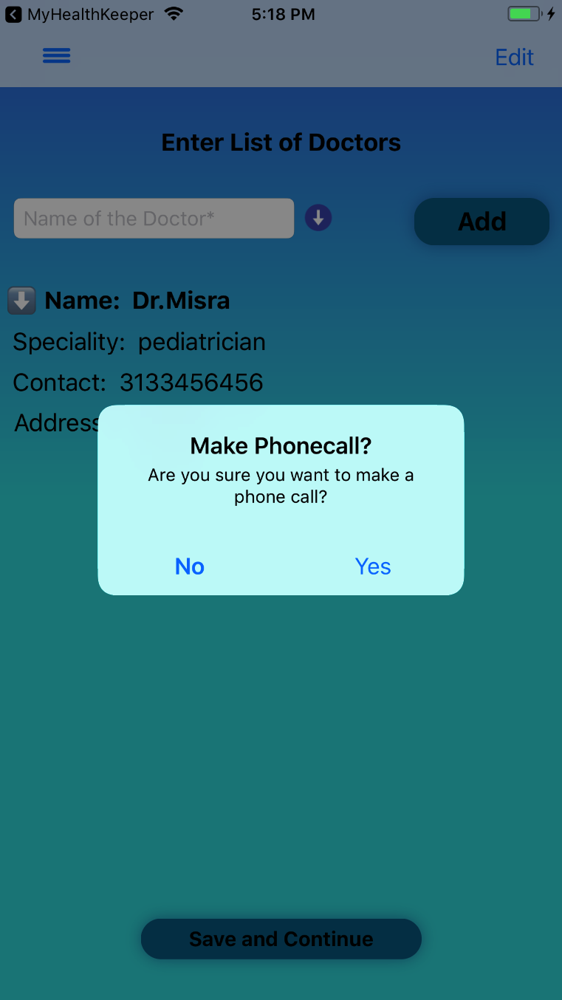 MyHealthKeeper 5:18 PM
Edit
Enter List of Doctors
Name of the Doctor* Add
Name: Dr.Misra
Speciality: pediatrician
Contact: 3133456456
Address
Make Phonecall?
Are you sure you want to make a
phone call?
No Yes
Save and Continue